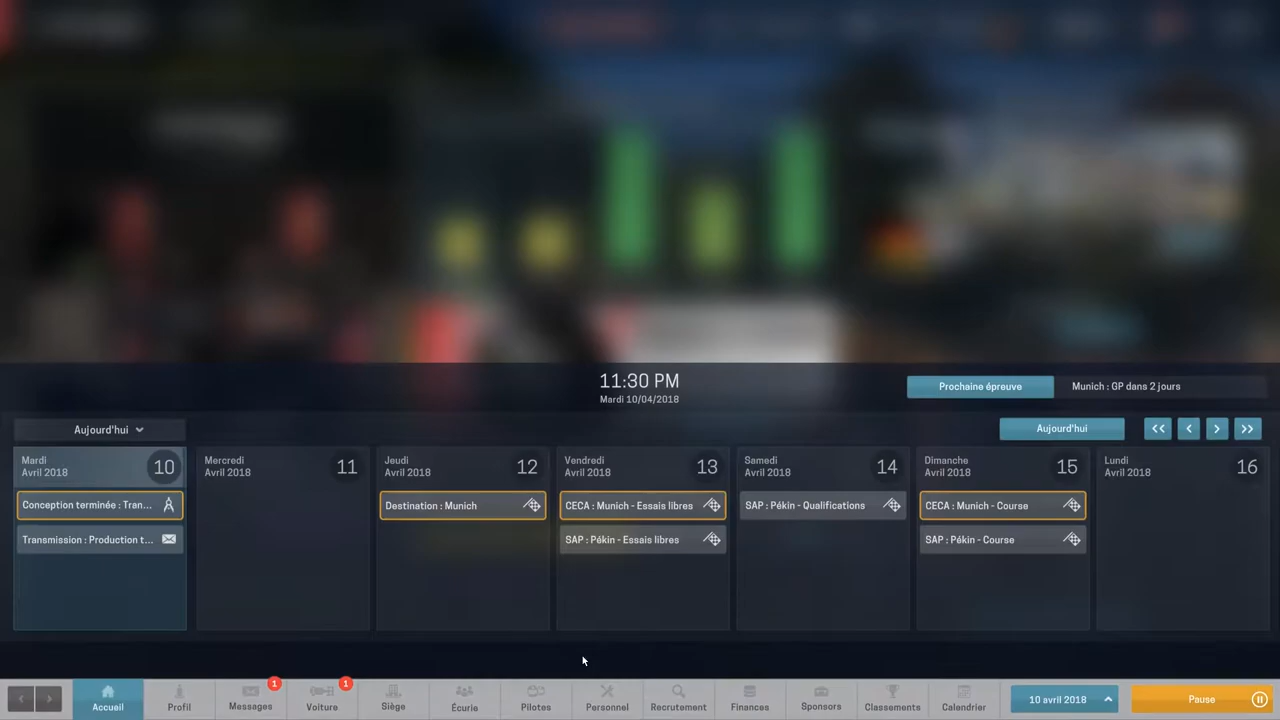 11:30 PM
Mardi 10/04/2018
Prochaine épreuve
Munich : GP dans 2 jours
Aujourd'hui
Aujourd'hui
Mardi
Avril 2018
10
Mercredi
Avril 2018
11
Jeudi
Avril 2018
12
Vendredi
Avril 2018
13
Samedi
Avril 2018
14
Dimanche
Avril 2018
15
Lundi
Avril 2018
16
Conception terminée : Tran...
Destination : Munich
CECA : Munich - Essais libres
SAP : Pékin - Qualifications
CECA : Munich - Course
Transmission : Production t...
SAP : Pékin - Essais libres
SAP : Pékin - Course
Accueil
Profil
1
Messages
1
Voiture
Siège
Écurie
Pilotes
Personnel
Recrutement
Finances
Sponsors
Classements
Calendrier
10 avril 2018
Pause